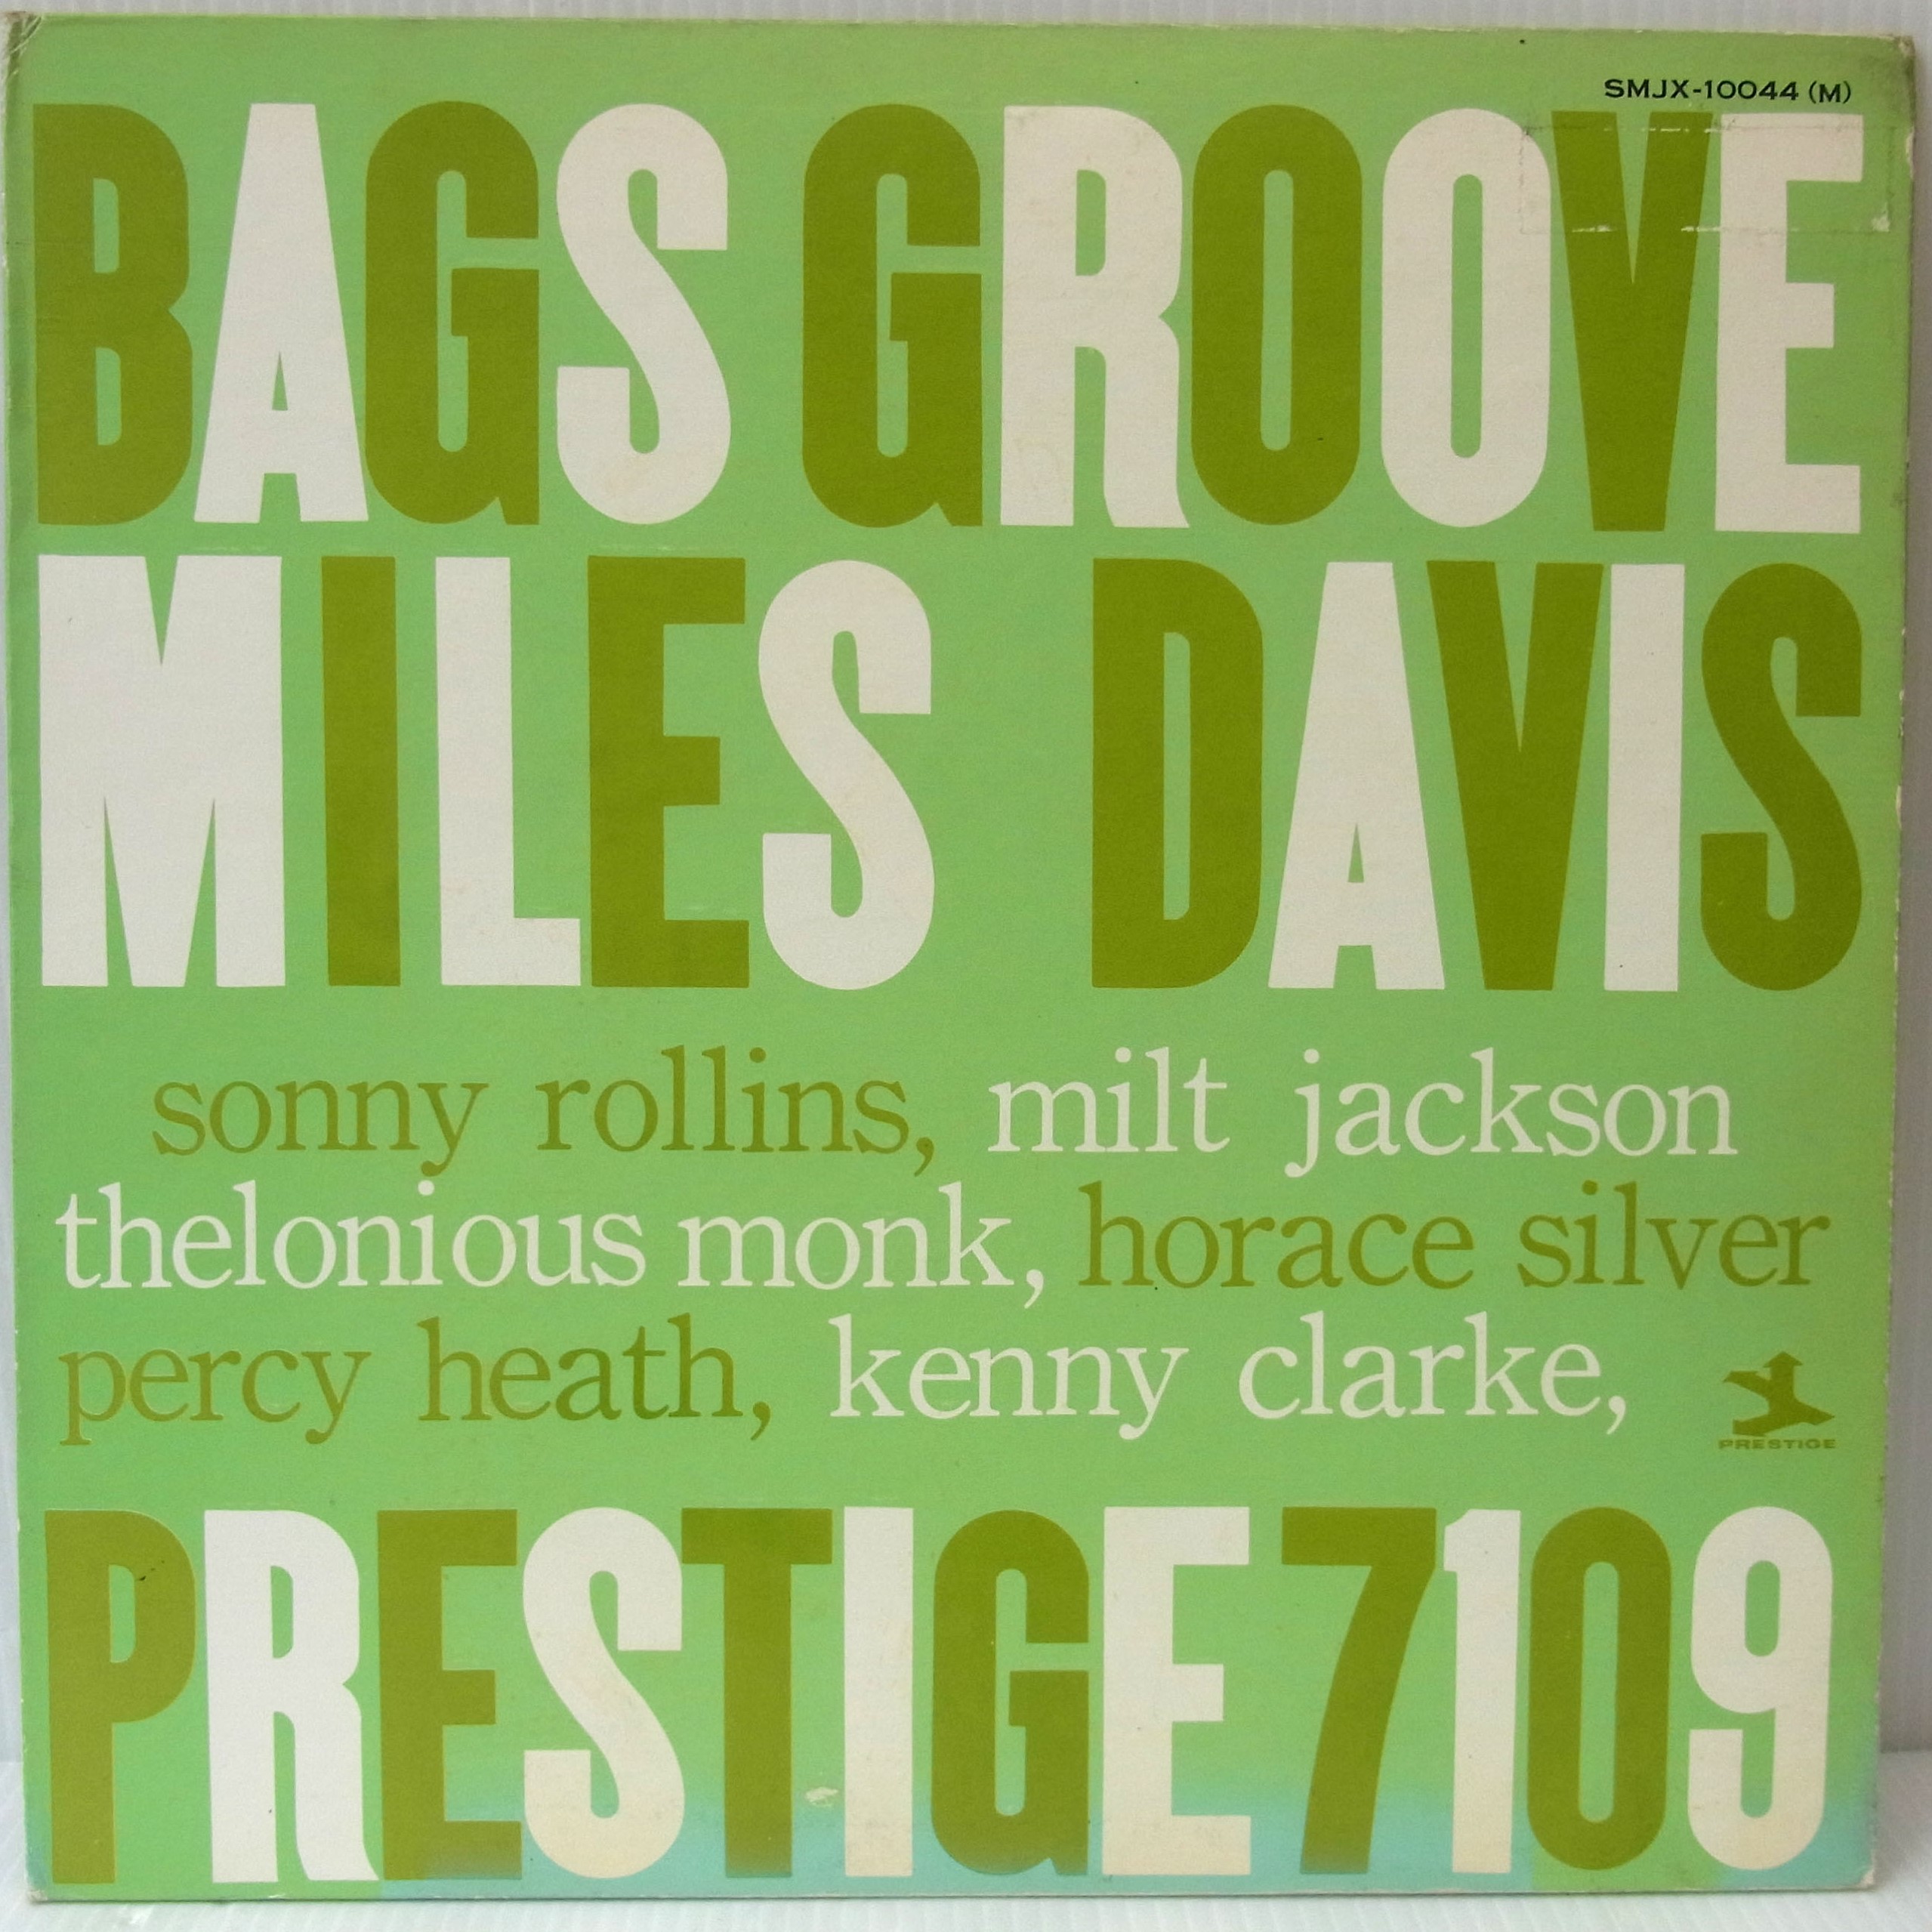 SMJX-10044 (M)
BAGS GROOVE
MILES DAVIS
sonny rollins, milt jackson
thelonious monk, horace silver
percy heath, kenny clarke,
PRESTIGE
PRESTIGE 7109